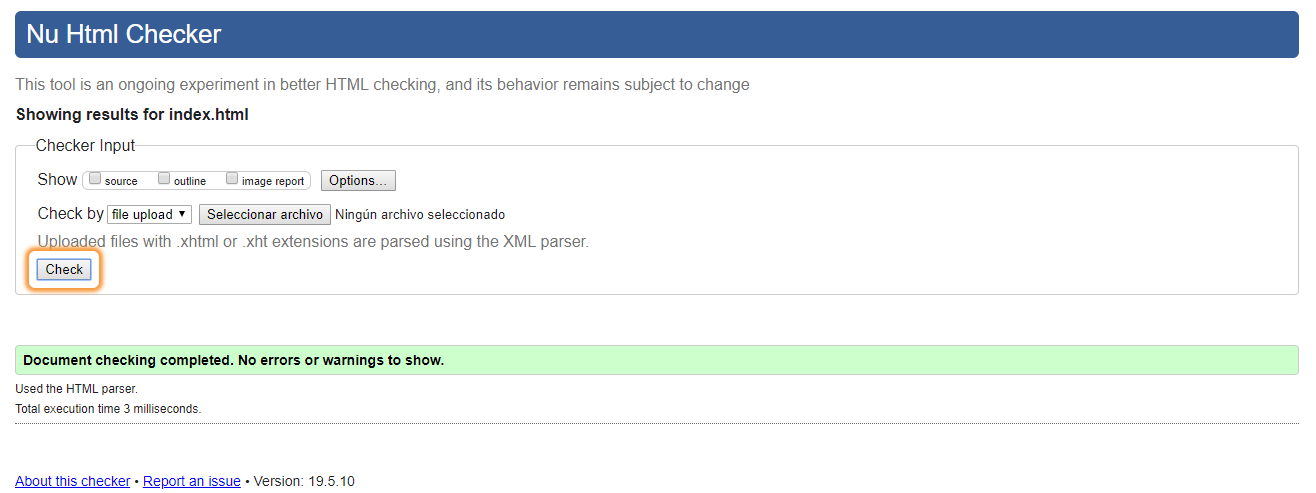 Nu Html Checker
This tool is an ongoing experiment in better HTML checking, and its behavior remains subject to change
Showing results for index.html
Checker Input
Show source outline image report Options...
Check by file upload Seleccionar archivo Ningún archivo seleccionado
Uploaded files with .xhtml or .xht extensions are parsed using the XML parser.
Check
Document checking completed. No errors or warnings to show.
Used the HTML parser.
Total execution time 3 milliseconds.
About this checker • Report an issue • Version: 19.5.10